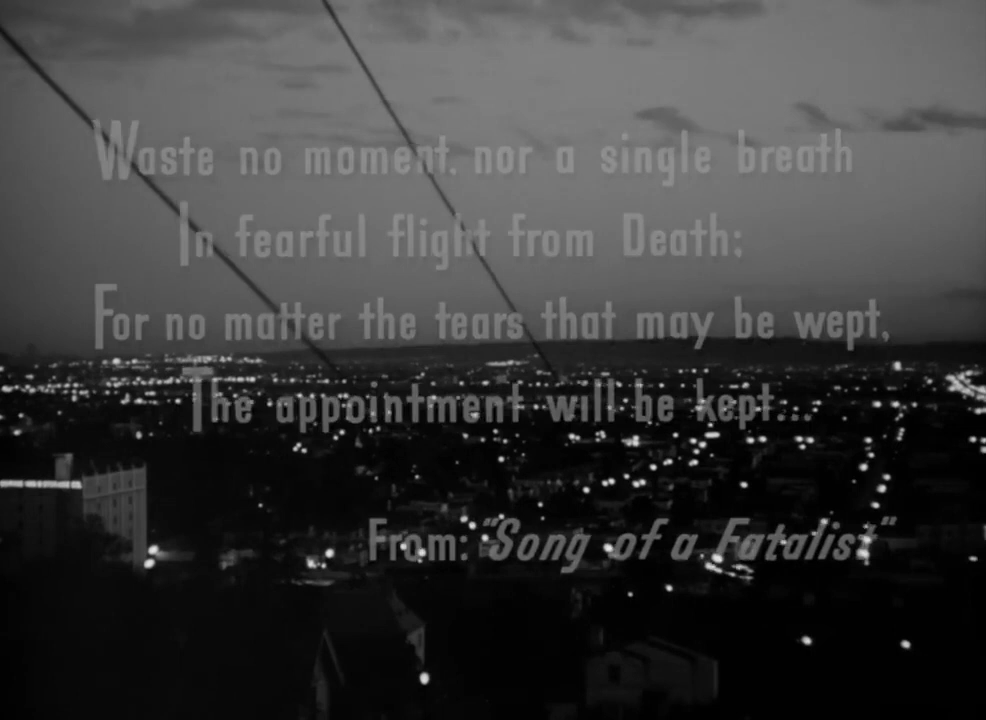 Waste no moment, nor a single breath
In fearful flight from Death;
For no matter the tears that may be wept,
The appointment will be kept...
From: "Song of a Fatalist"